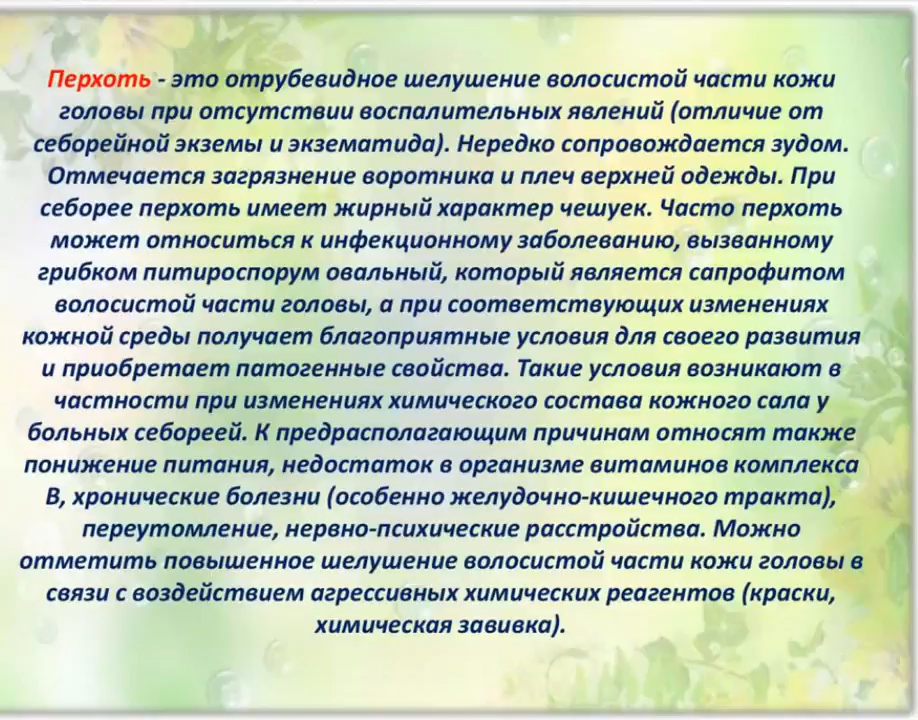 Перхоть - это отрубевидное шелушение волосистой части кожи
головы при отсутствии воспалительных явлений (отличие от
себорейной экземы и экзематида). Нередко сопровождается зудом.
Отмечается загрязнение воротника и плеч верхней одежды. При
себорее перхоть имеет жирный характер чешуек. Часто перхоть
может относиться к инфекционному заболеванию, вызванному
грибком питироспорум овальный, который является сапрофитом
волосистой части головы, а при соответствующих изменениях
кожной среды получает благоприятные условия для своего развития
и приобретает патогенные свойства. Такие условия возникают в
частности при изменениях химического состава кожного сала у
больных себореей. К предрасполагающим причинам относят также
понижение питания, недостаток в организме витаминов комплекса
В, хронические болезни (особенно желудочно-кишечного тракта),
переутомление, нервно-психические расстройства. Можно
отметить повышенное шелушение волосистой части кожи головы в
связи с воздействием агрессивных химических реагентов (краски,
химическая завивка).